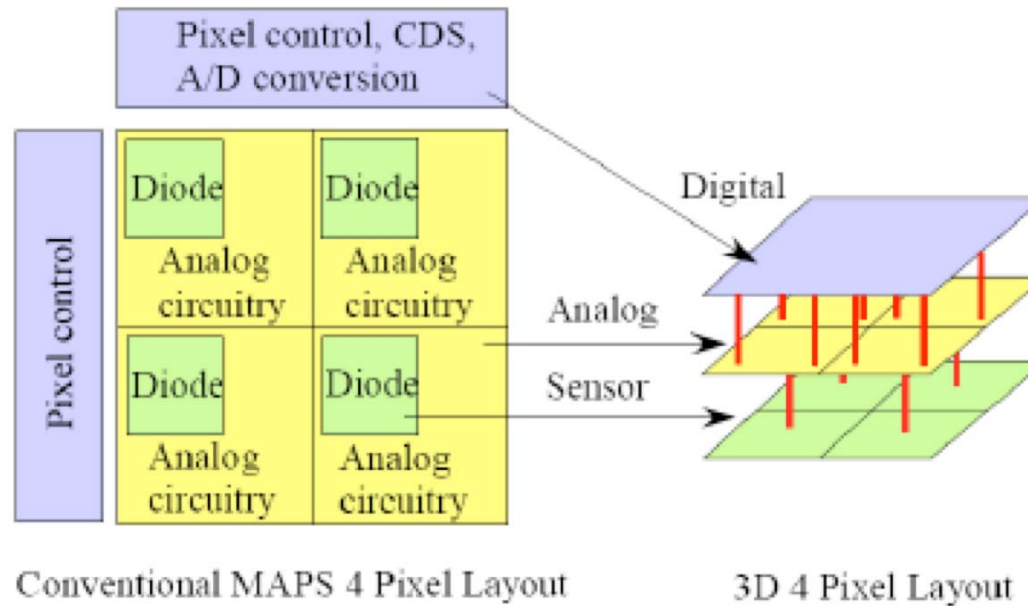 Pixel control, CDS,
A/D conversion
Pixel control
Diode
Analog
circuitry
Diode
Analog
circuitry
Diode
Analog
circuitry
Diode
Analog
circuitry
Digital
Analog
Sensor
Conventional MAPS 4 Pixel Layout
3D 4 Pixel Layout